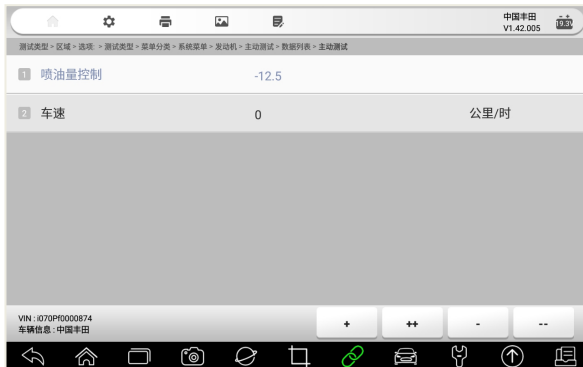 中国丰田
V1.42.005
19.3V
测试类型 > 区域 > 选项: > 测试类型 > 菜单分类 > 系统菜单 > 发动机 > 主动测试 > 数据列表 > 主动测试
1 喷油量控制 -12.5
2 车速 0 公里/时
VIN : i070Pf0000874
车辆信息 : 中国丰田
+ ++ - --